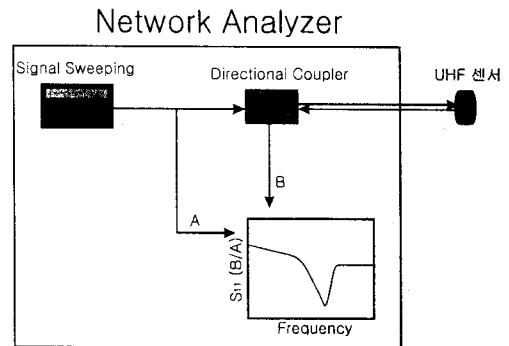 Network Analyzer
Signal Sweeping
Directional Coupler
UHF 센서
B
A
S11 (B/A)
Frequency